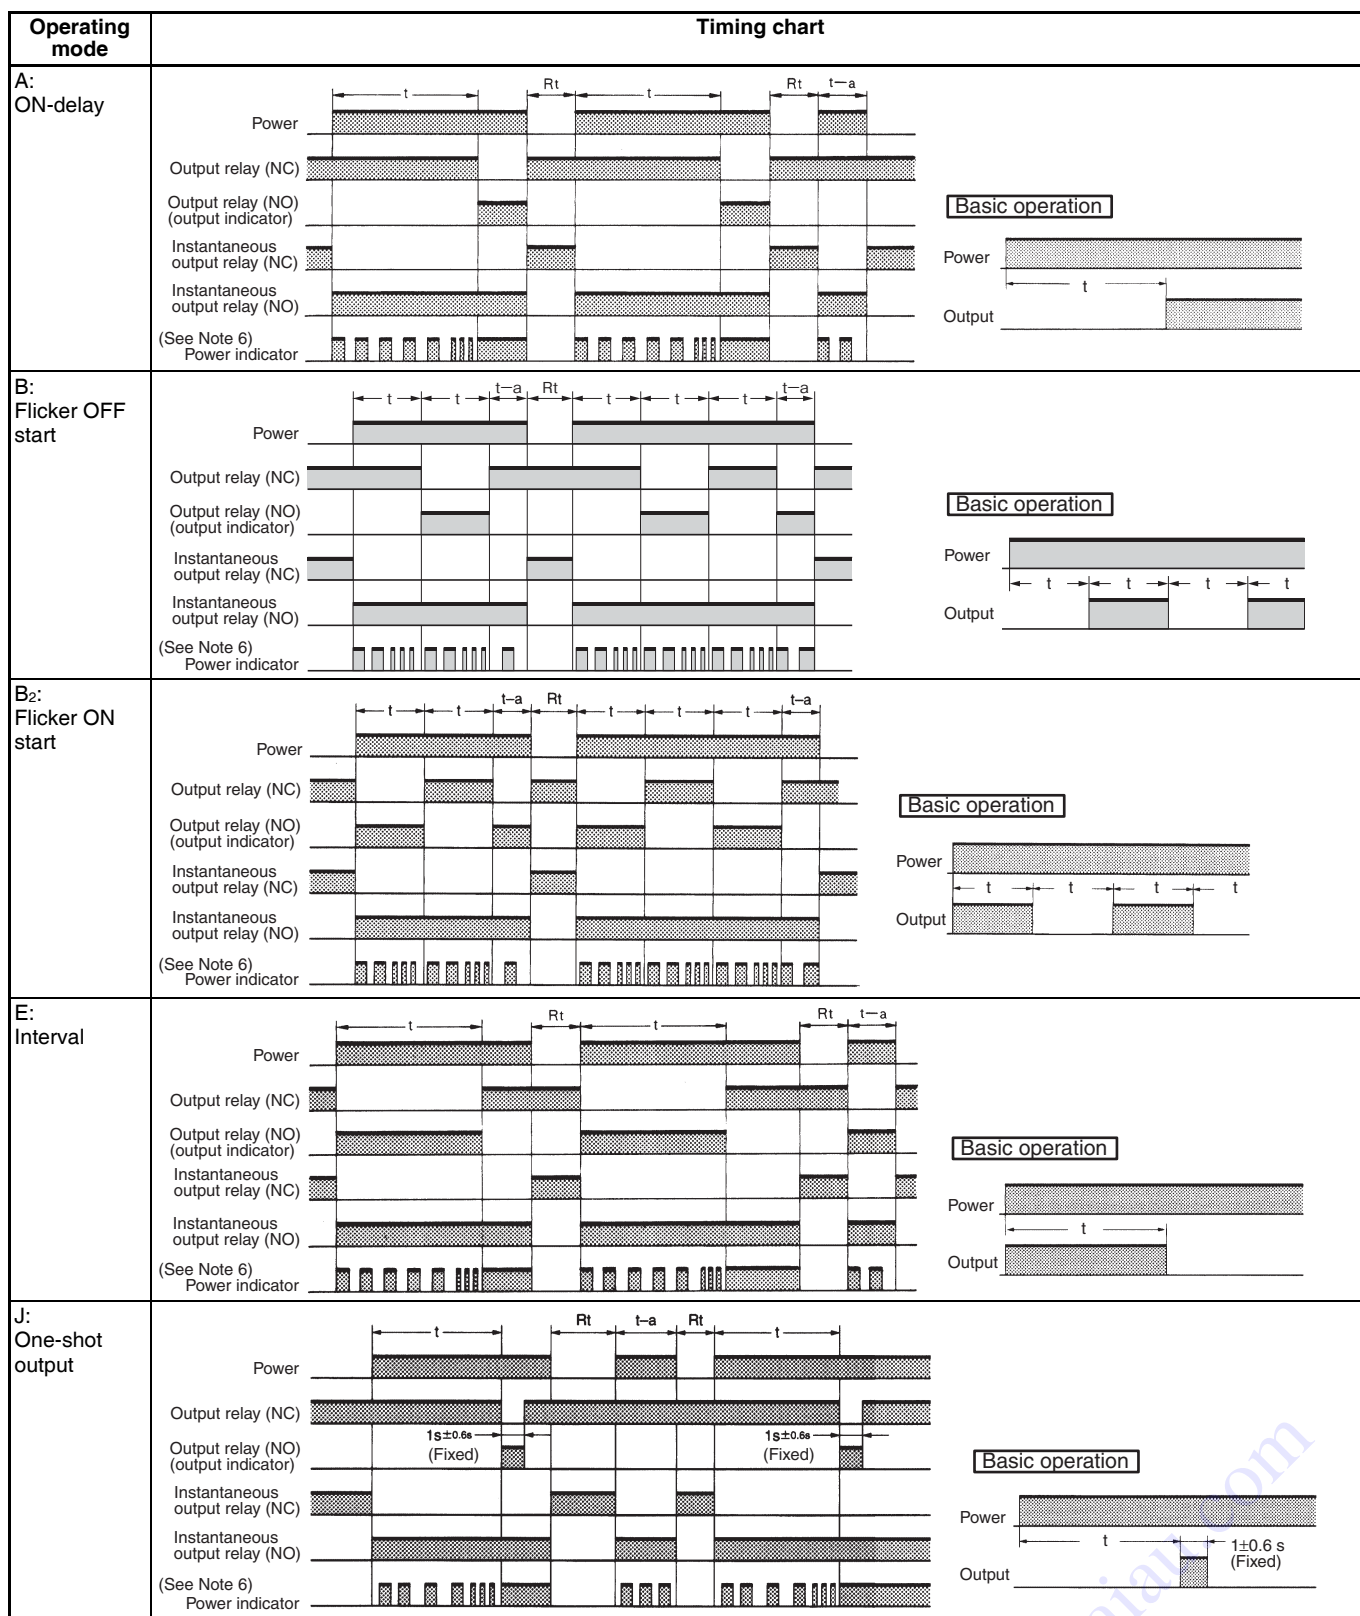 Operating mode
Timing chart
A:
ON-delay
t
Rt
t
Rt
t—a
Power
Output relay (NC)
Output relay (NO)
(output indicator)
Instantaneous
output relay (NC)
Instantaneous
output relay (NO)
(See Note 6)
Power indicator
Basic operation
Power
t
Output
B:
Flicker OFF
start
t
t
t—a
Rt
t
t
t
t—a
Power
Output relay (NC)
Output relay (NO)
(output indicator)
Instantaneous
output relay (NC)
Instantaneous
output relay (NO)
(See Note 6)
Power indicator
Basic operation
Power
t
t
t
t
Output
B2:
Flicker ON
start
t
t
t–a
Rt
t
t
t
t–a
Power
Output relay (NC)
Output relay (NO)
(output indicator)
Instantaneous
output relay (NC)
Instantaneous
output relay (NO)
(See Note 6)
Power indicator
Basic operation
Power
t
t
t
t
Output
E:
Interval
t
Rt
t
Rt
t—a
Power
Output relay (NC)
Output relay (NO)
(output indicator)
Instantaneous
output relay (NC)
Instantaneous
output relay (NO)
(See Note 6)
Power indicator
Basic operation
Power
t
Output
J:
One-shot
output
t
Rt
t–a
Rt
t
Power
Output relay (NC)
1s±0.6s
(Fixed)
1s±0.6s
(Fixed)
Output relay (NO)
(output indicator)
Instantaneous
output relay (NC)
Instantaneous
output relay (NO)
(See Note 6)
Power indicator
Basic operation
Power
t
1±0.6 s
(Fixed)
Output